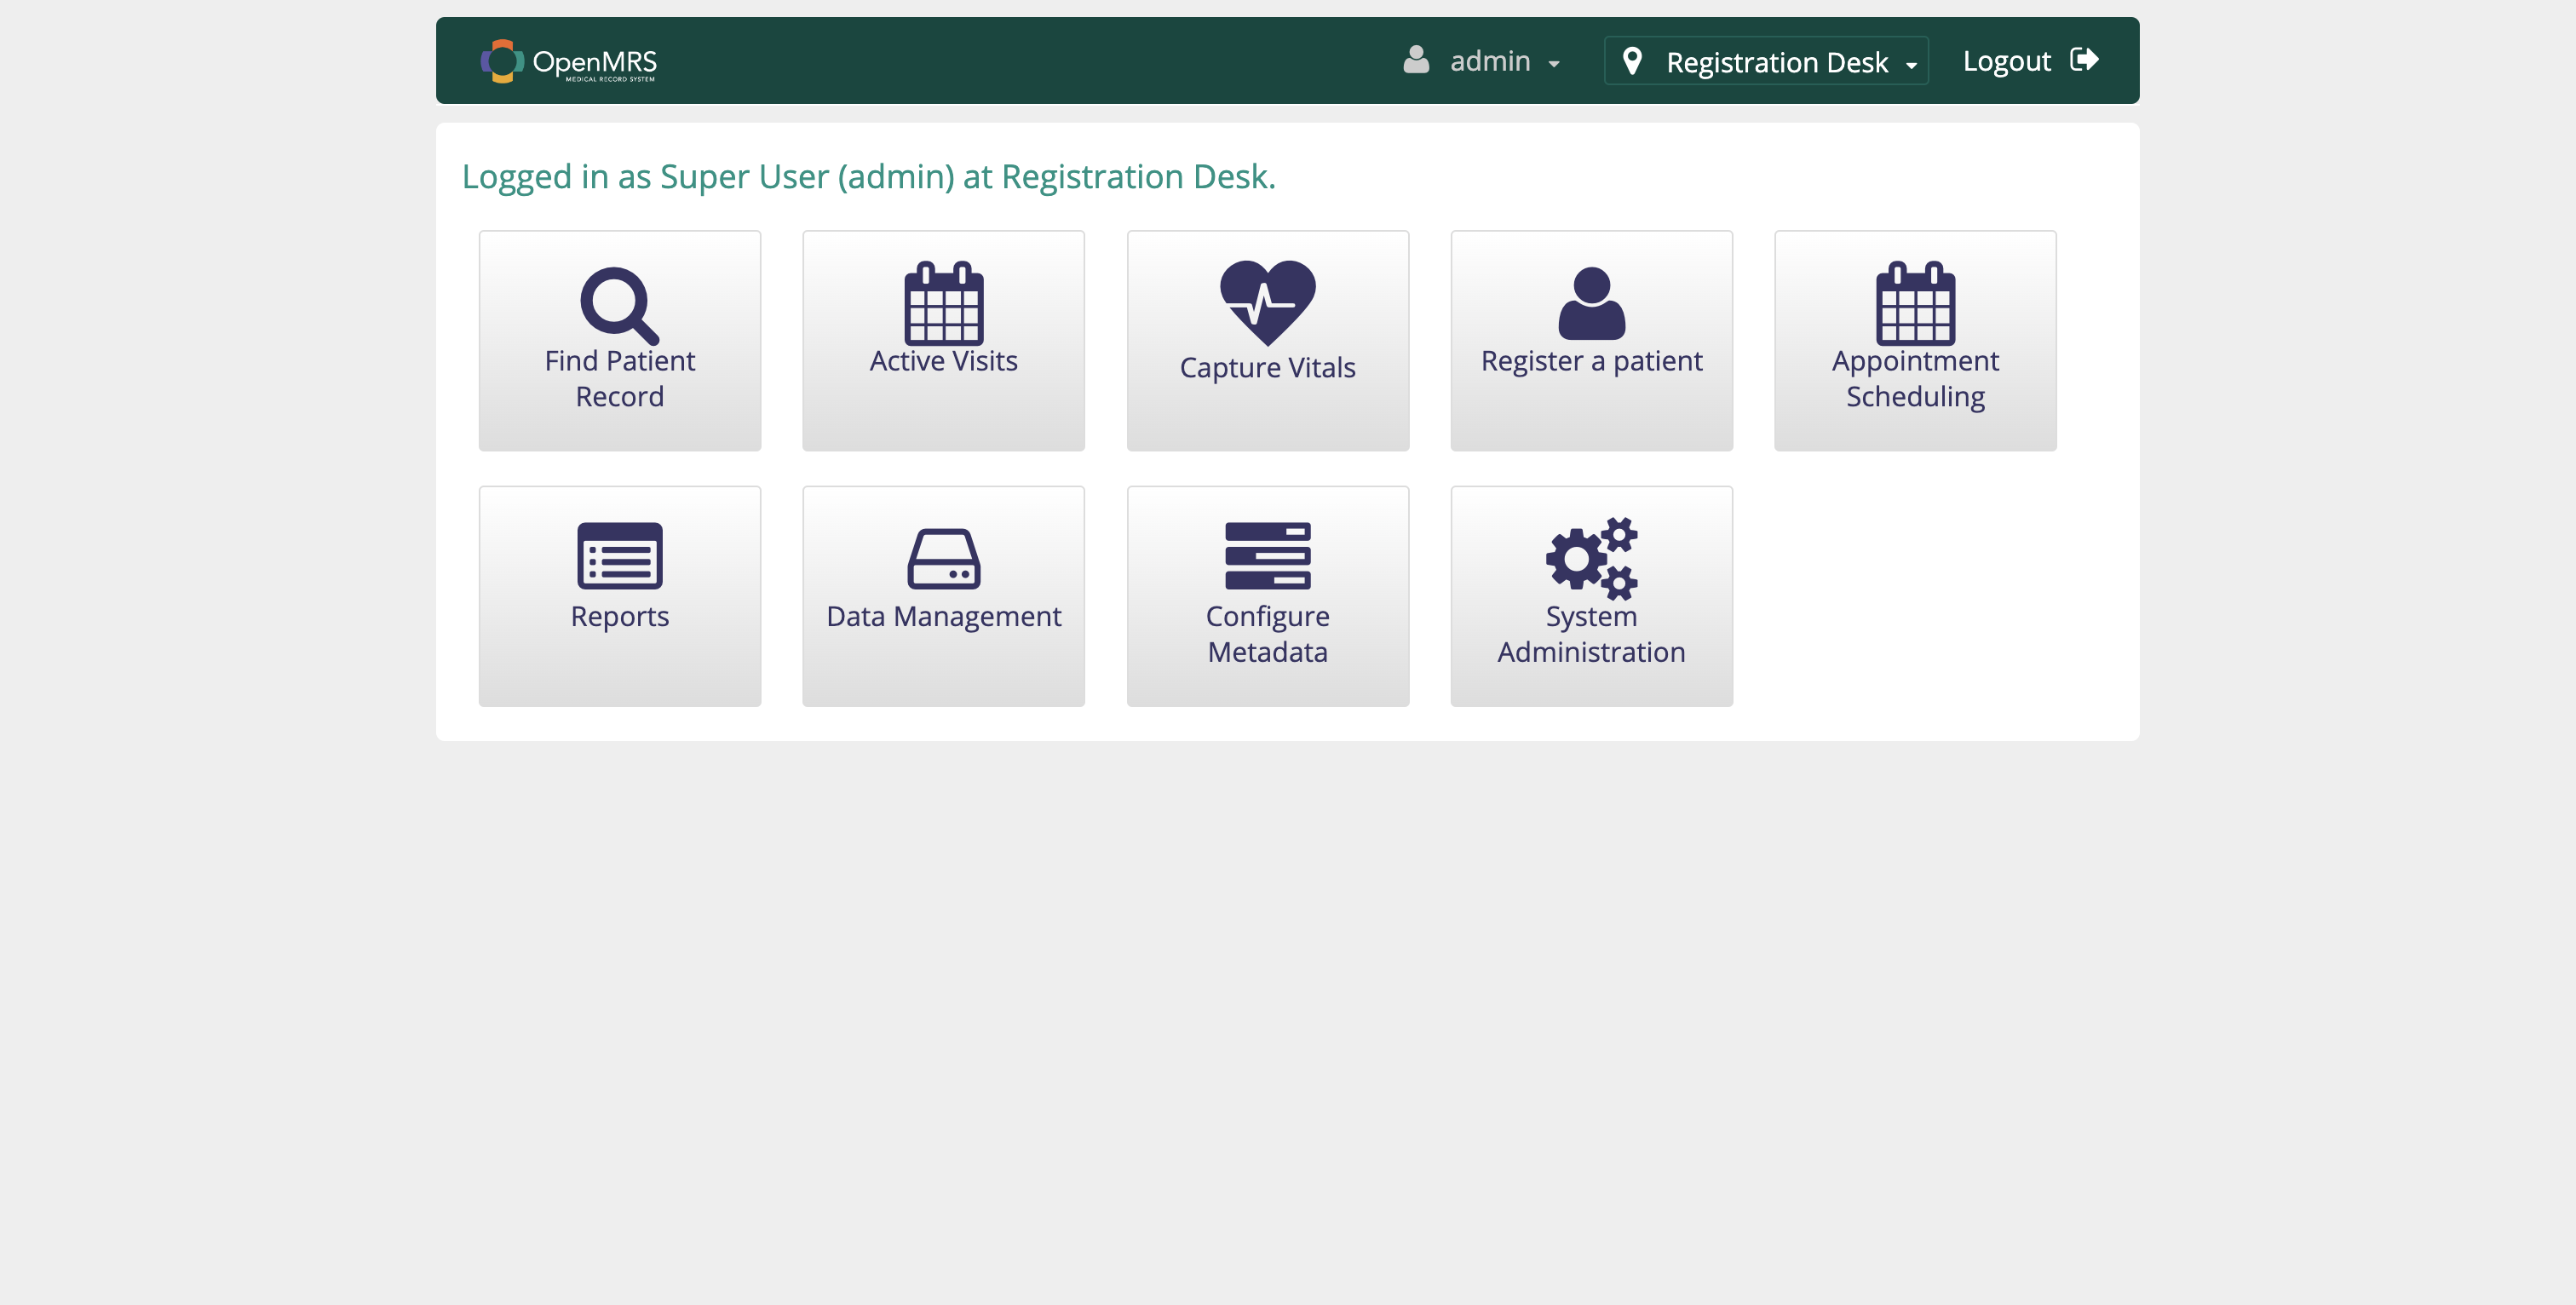 OpenMRS
MEDICAL RECORD SYSTEM
admin
Registration Desk
Logout
Logged in as Super User (admin) at Registration Desk.
Find Patient
Record
Active Visits
Capture Vitals
Register a patient
Appointment
Scheduling
Reports
Data Management
Configure
Metadata
System
Administration